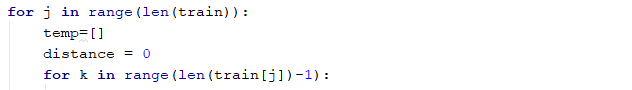 for j in range(len(train)):
    temp=[]
    distance = 0
    for k in range(len(train[j])-1):